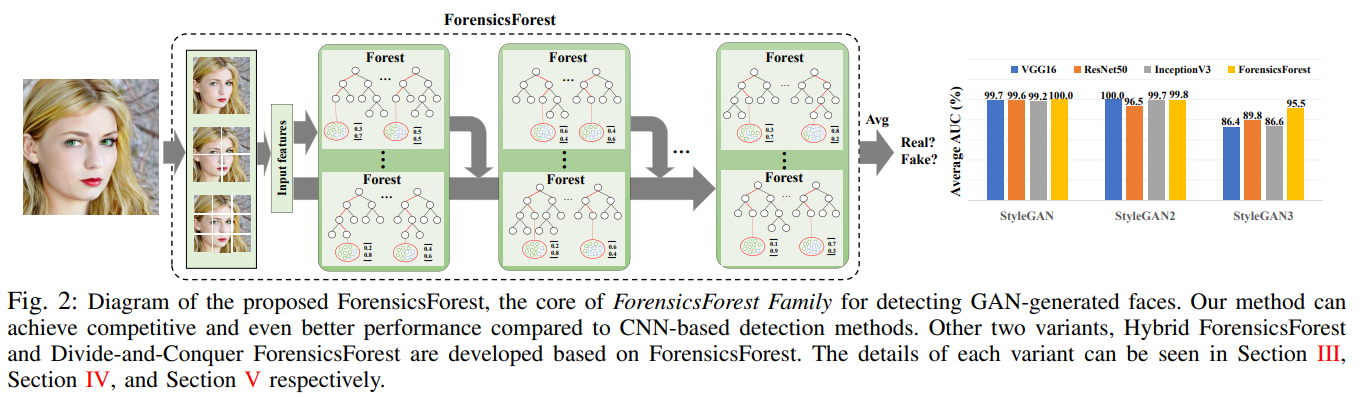 ForensicsForest
Input features
Forest
...
0.3
0.7
0.5
0.5
Forest
...
0.2
0.8
0.4
0.6
Forest
...
0.6
0.4
0.4
0.6
Forest
...
0.2
0.8
0.6
0.4
...
Forest
...
0.3
0.7
0.8
0.2
Forest
...
0.1
0.9
0.7
0.3
Avg
Real?
Fake?
VGG16 ResNet50 InceptionV3 ForensicsForest
Average AUC (%)
99.7 99.6 99.2 100.0
100.0 96.5 99.7 99.8
86.4 89.8 86.6 95.5
StyleGAN StyleGAN2 StyleGAN3
Fig. 2: Diagram of the proposed ForensicsForest, the core of ForensicsForest Family for detecting GAN-generated faces. Our method can
achieve competitive and even better performance compared to CNN-based detection methods. Other two variants, Hybrid ForensicsForest
and Divide-and-Conquer ForensicsForest are developed based on ForensicsForest. The details of each variant can be seen in Section III,
Section IV, and Section V respectively.